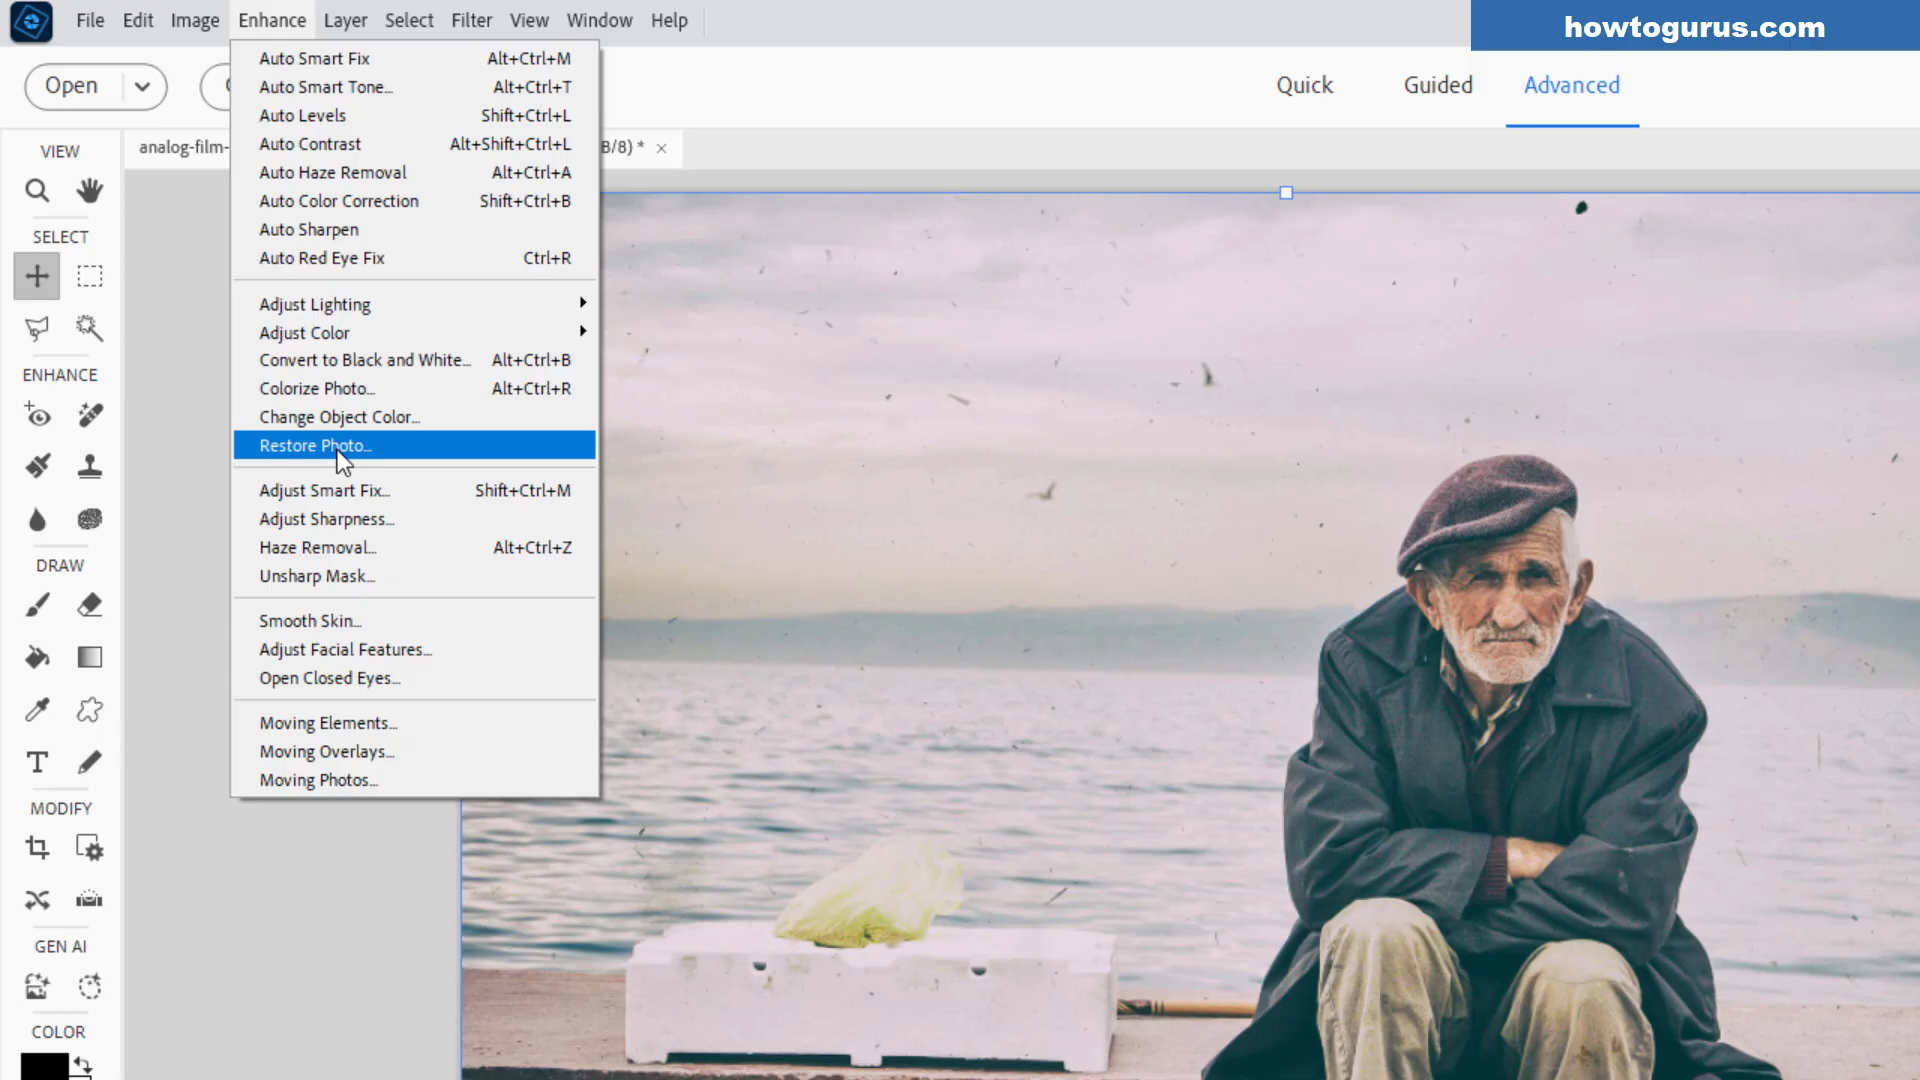 File Edit Image Enhance Layer Select Filter View Window Help
howtogurus.com
Open
Quick Guided Advanced
analog-film-
B/8) * ×
Auto Smart Fix Alt+Ctrl+M
Auto Smart Tone... Alt+Ctrl+T
Auto Levels Shift+Ctrl+L
Auto Contrast Alt+Shift+Ctrl+L
Auto Haze Removal Alt+Ctrl+A
Auto Color Correction Shift+Ctrl+B
Auto Sharpen
Auto Red Eye Fix Ctrl+R
Adjust Lighting
Adjust Color
Convert to Black and White... Alt+Ctrl+B
Colorize Photo... Alt+Ctrl+R
Change Object Color...
Restore Photo...
Adjust Smart Fix... Shift+Ctrl+M
Adjust Sharpness...
Haze Removal... Alt+Ctrl+Z
Unsharp Mask...
Smooth Skin...
Adjust Facial Features...
Open Closed Eyes...
Moving Elements...
Moving Overlays...
Moving Photos...
VIEW
SELECT
ENHANCE
DRAW
MODIFY
GEN AI
COLOR